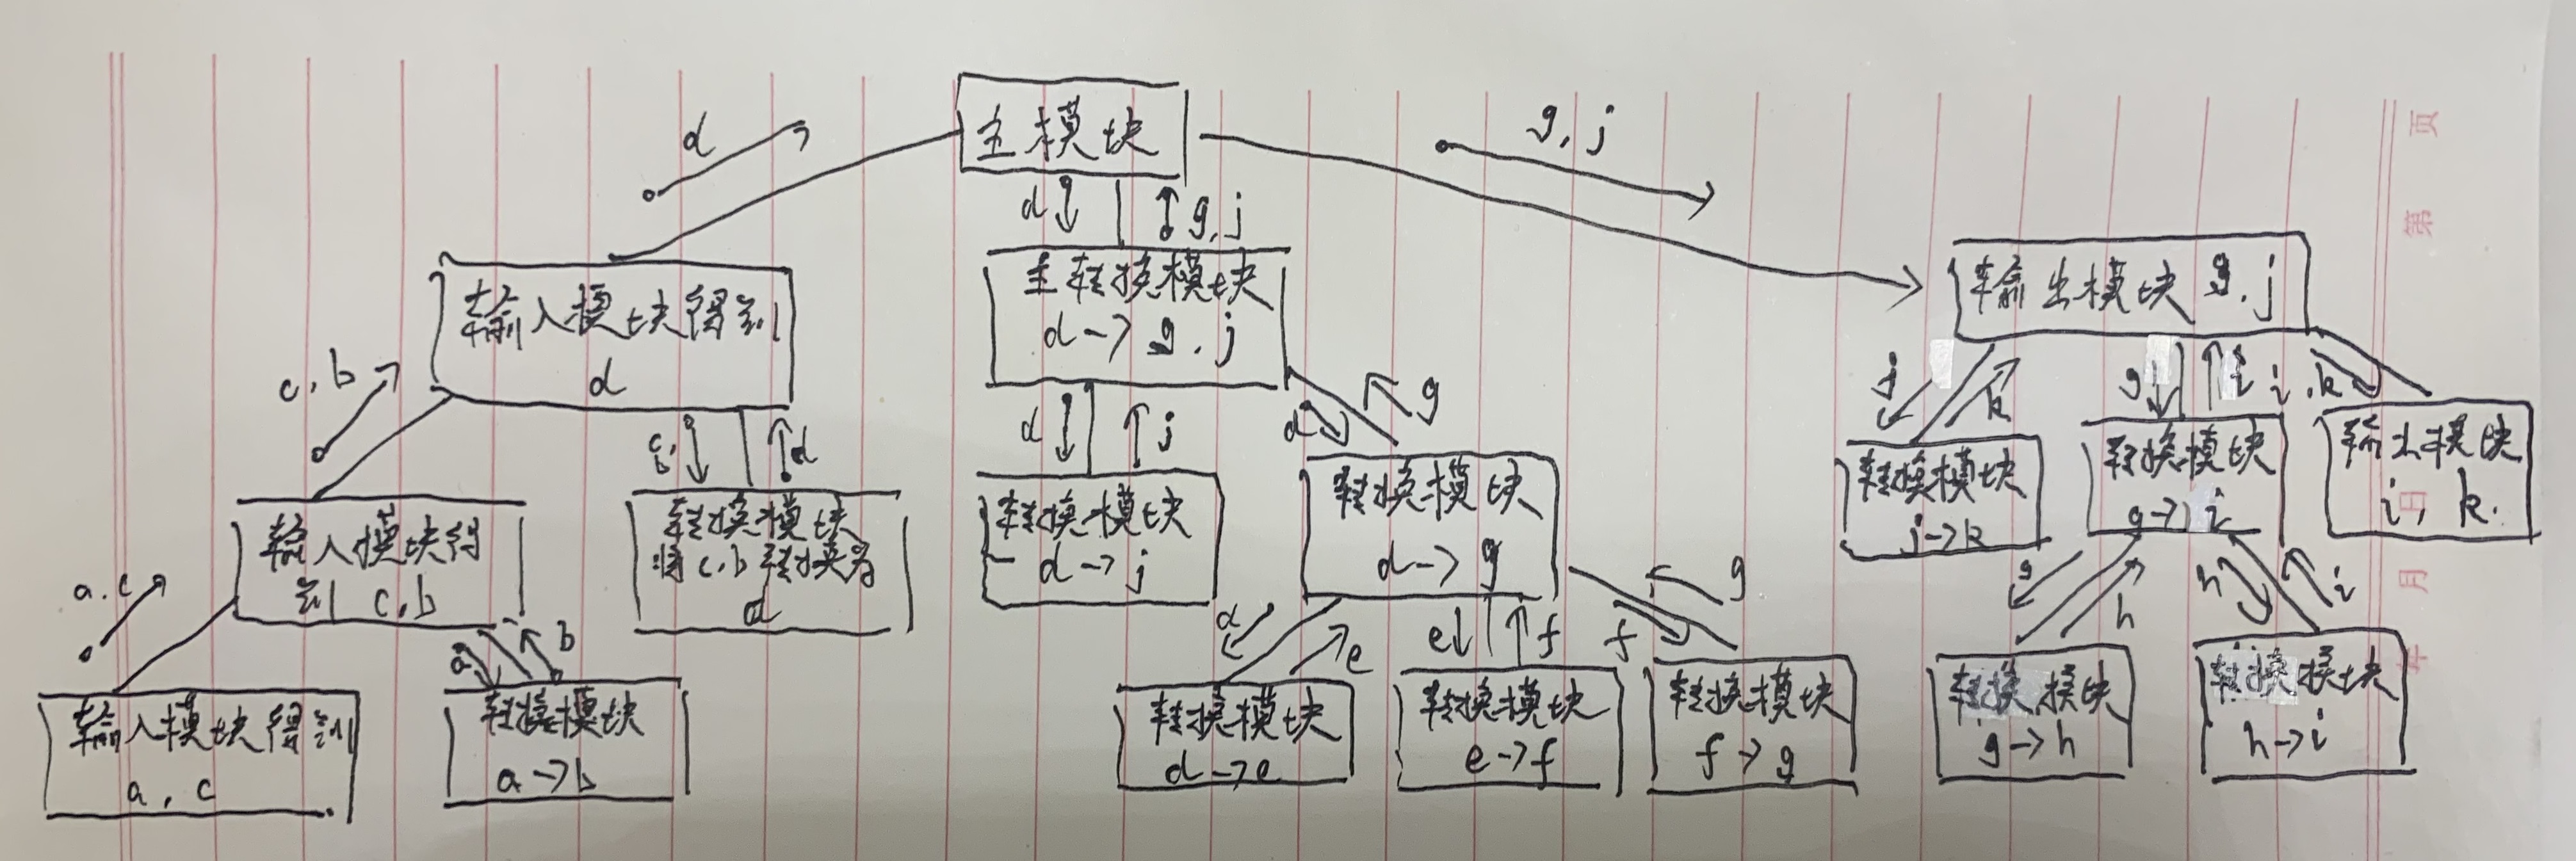 页
第
d
主模块
g, j
d
g, j
输入模块得到
d
主转换模块
d→g, j
输出模块 g, j
c, b
c,
b
d
d
j
d
g
j
k
g
i
i, k
输入模块得
到 c, b
转换模块
将 c, b 转换为
d
转换模块
d→j
转换模块
d→g
转换模块
j→k
转换模块
g→i
输出模块
i, k.
日
月
年
a, c
a
b
d
e
e
f
f
g
g
h
h
i
输入模块得到
a, c
转换模块
a→b
转换模块
d→e
转换模块
e→f
转换模块
f→g
转换模块
g→h
转换模块
h→i